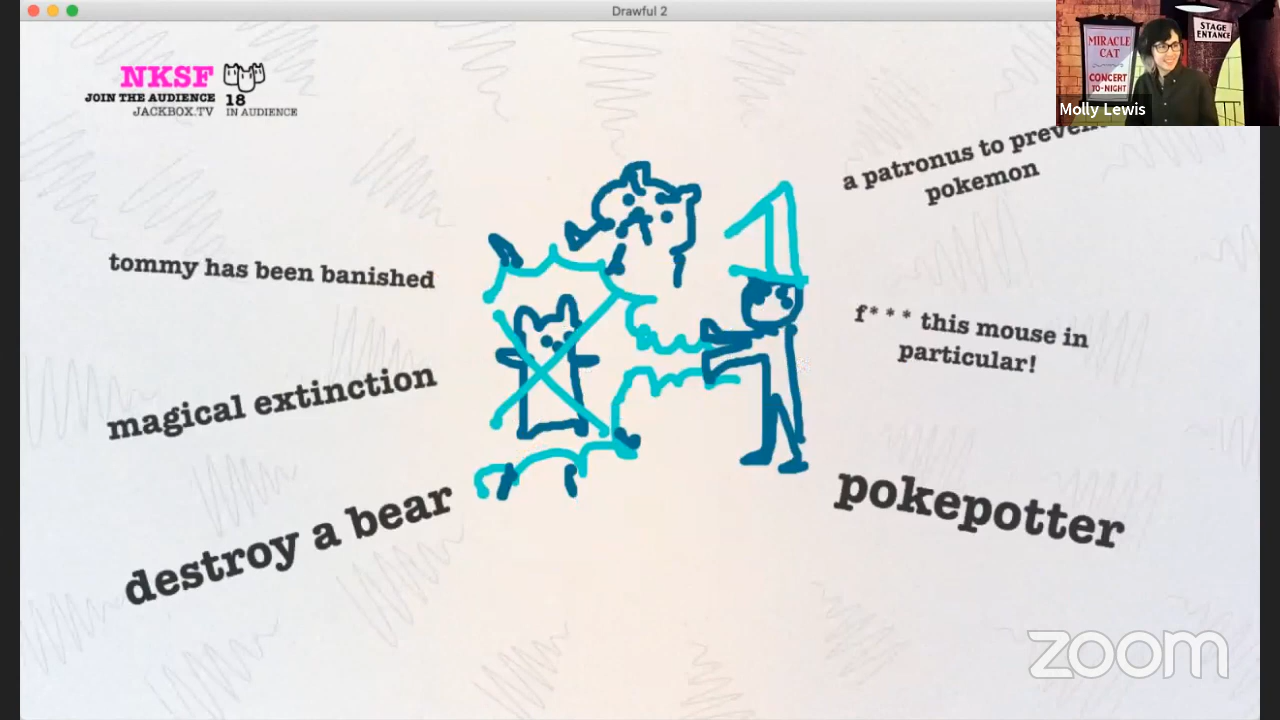 Drawful 2
NKSF
JOIN THE AUDIENCE
JACKBOX.TV
18
IN AUDIENCE
MIRACLE
CAT
CONCERT
TO-NIGHT
STAGE
ENTANCE
Molly Lewis
a patronus to
pokemon
tommy has been banished
f*** this mouse in
particular!
magical extinction
destroy a bear
pokepotter
zoom